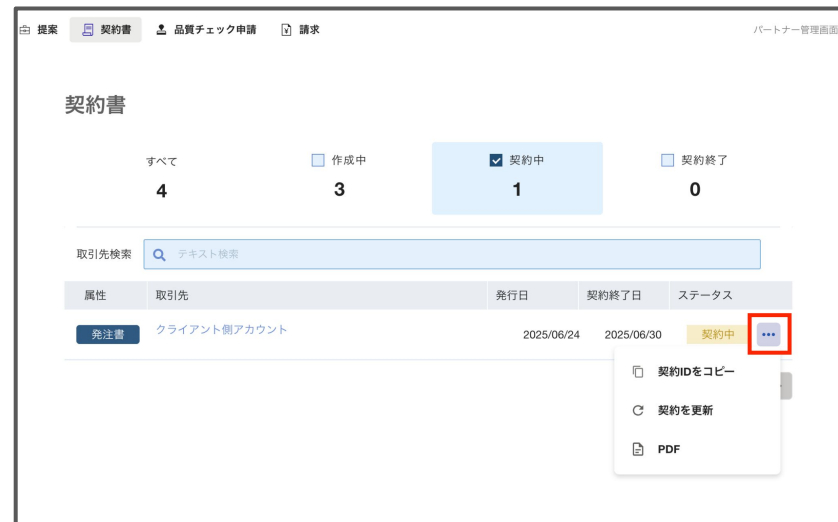 提案 契約書 品質チェック申請 請求 パートナー管理画面
契約書
すべて 作成中 契約中 契約終了
4 3 1 0
取引先検索 テキスト検索
属性 取引先 発行日 契約終了日 ステータス
発注書 クライアント側アカウント 2025/06/24 2025/06/30 契約中
契約IDをコピー
契約を更新
PDF